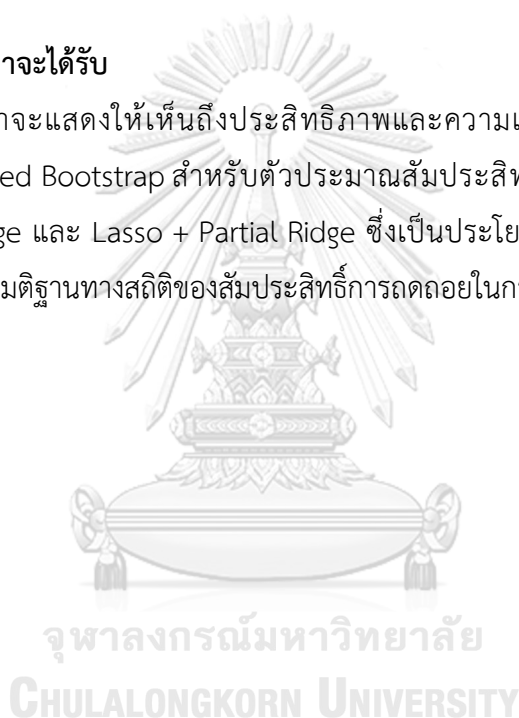 าจะได้รับ
าจะแสดงให้เห็นถึงประสิทธิภาพและความเ
ed Bootstrap สำหรับตัวประมาณสัมประสิท
ge และ Lasso + Partial Ridge ซึ่งเป็นประโย
มติฐานทางสถิติของสัมประสิทธิ์การถดถอยในก
จุฬาลงกรณ์มหาวิทยาลัย
CHULALONGKORN UNIVERSITY